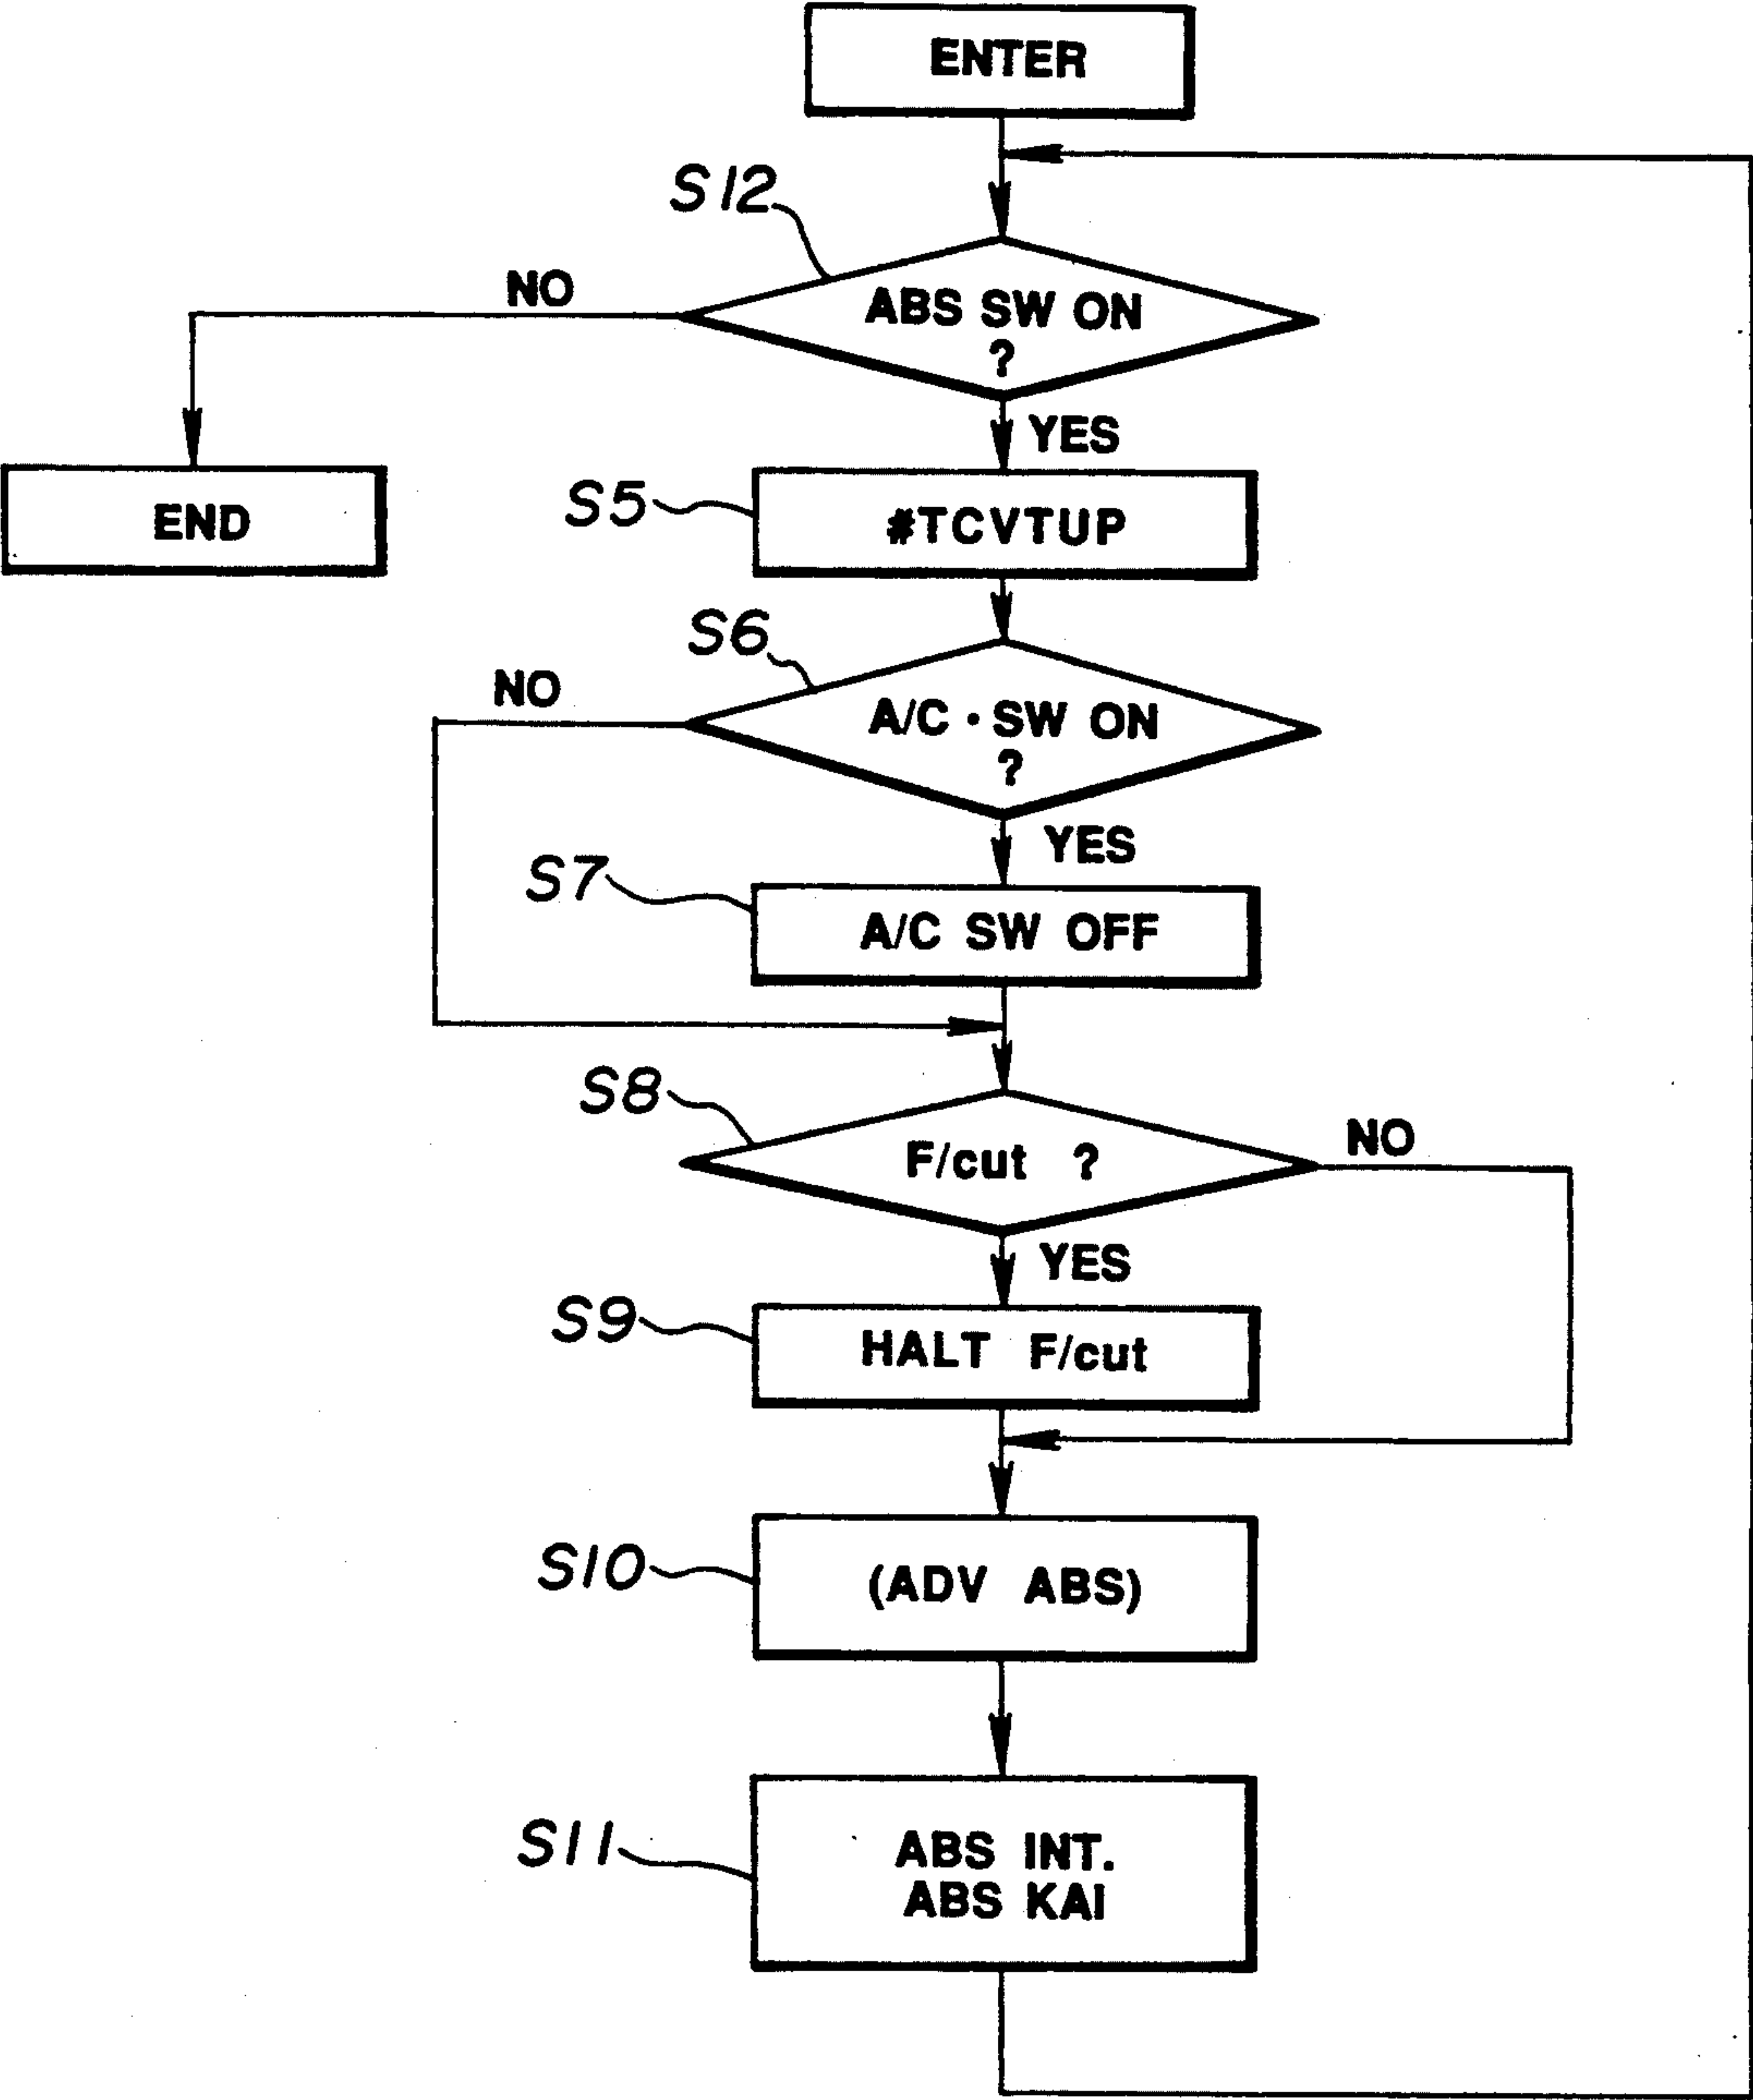 ENTER
S12
NO
ABS SW ON
?
YES
END
S5
#TCVTUP
S6
NO
A/C · SW ON
?
YES
S7
A/C SW OFF
S8
F/cut ?
NO
YES
S9
HALT F/cut
S10
(ADV ABS)
S11
ABS INT.
ABS KAI